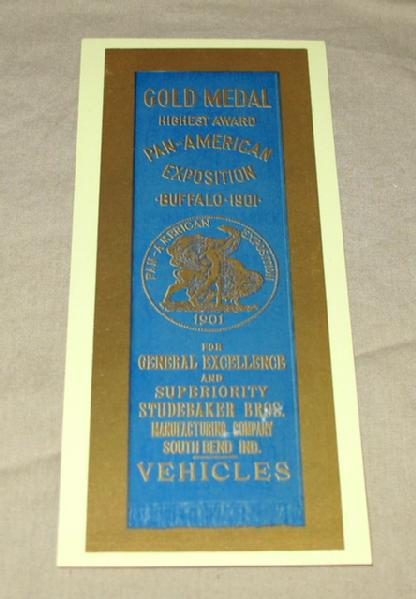 GOLD MEDAL
HIGHEST AWARD
PAN-AMERICAN
EXPOSITION
·BUFFALO·1901·
PAN-AMERICAN EXPOSITION
1901
FOR
GENERAL EXCELLENCE
AND
SUPERIORITY
STUDEBAKER BROS.
MANUFACTURING COMPANY
SOUTH BEND IND.
VEHICLES